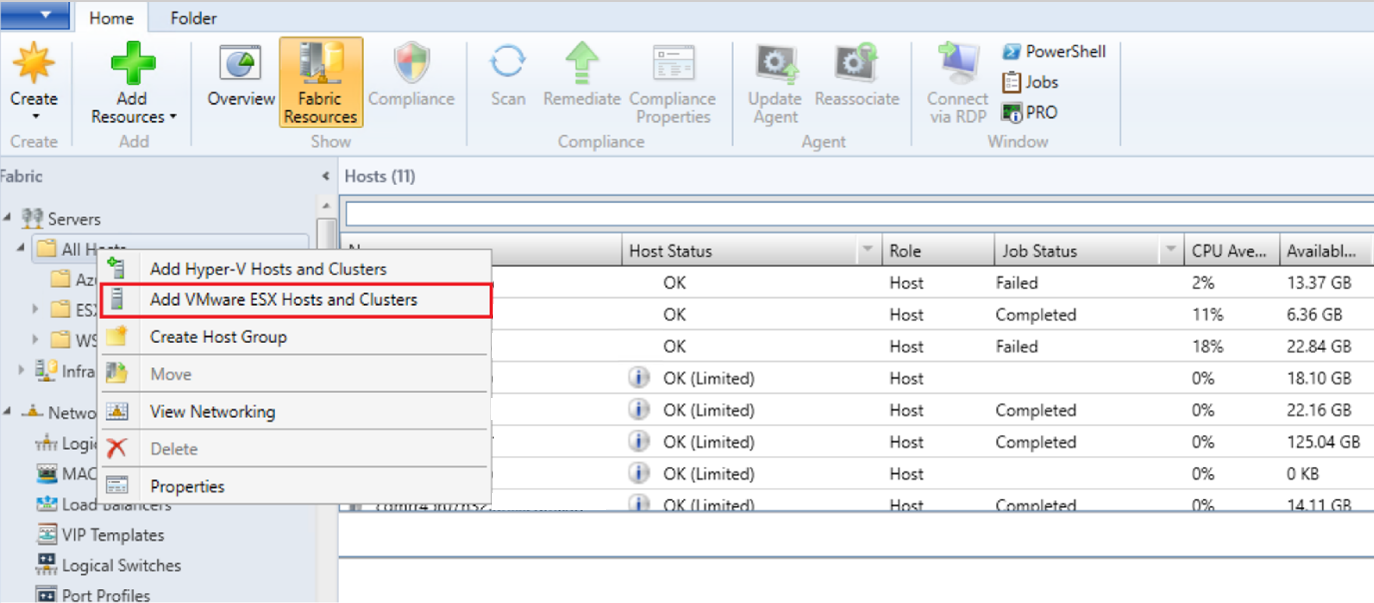 Home Folder
Create
Add
Resources
Overview
Fabric
Resources
Compliance
Scan
Remediate
Compliance
Properties
Update
Agent
Reassociate
Connect
via RDP
PowerShell
Jobs
PRO
Create
Add
Show
Compliance
Agent
Window
Fabric
Hosts (11)
Servers
All Hosts
Host Status Role Job Status CPU Ave... Availabl...
Add Hyper-V Hosts and Clusters
Add VMware ESX Hosts and Clusters
Create Host Group
Move
View Networking
Delete
Properties
OK Host Failed 2% 13.37 GB
OK Host Completed 11% 6.36 GB
OK Host Failed 18% 22.84 GB
OK (Limited) Host 0% 18.10 GB
OK (Limited) Host Completed 0% 22.16 GB
OK (Limited) Host Completed 0% 125.04 GB
OK (Limited) Host 0% 0 KB
OK (Limited) Host Completed 0% 14.11 GB
Az
ES
WS
Infra
Netwo
Logi
MAC
Load Balancers
VIP Templates
Logical Switches
Port Profiles